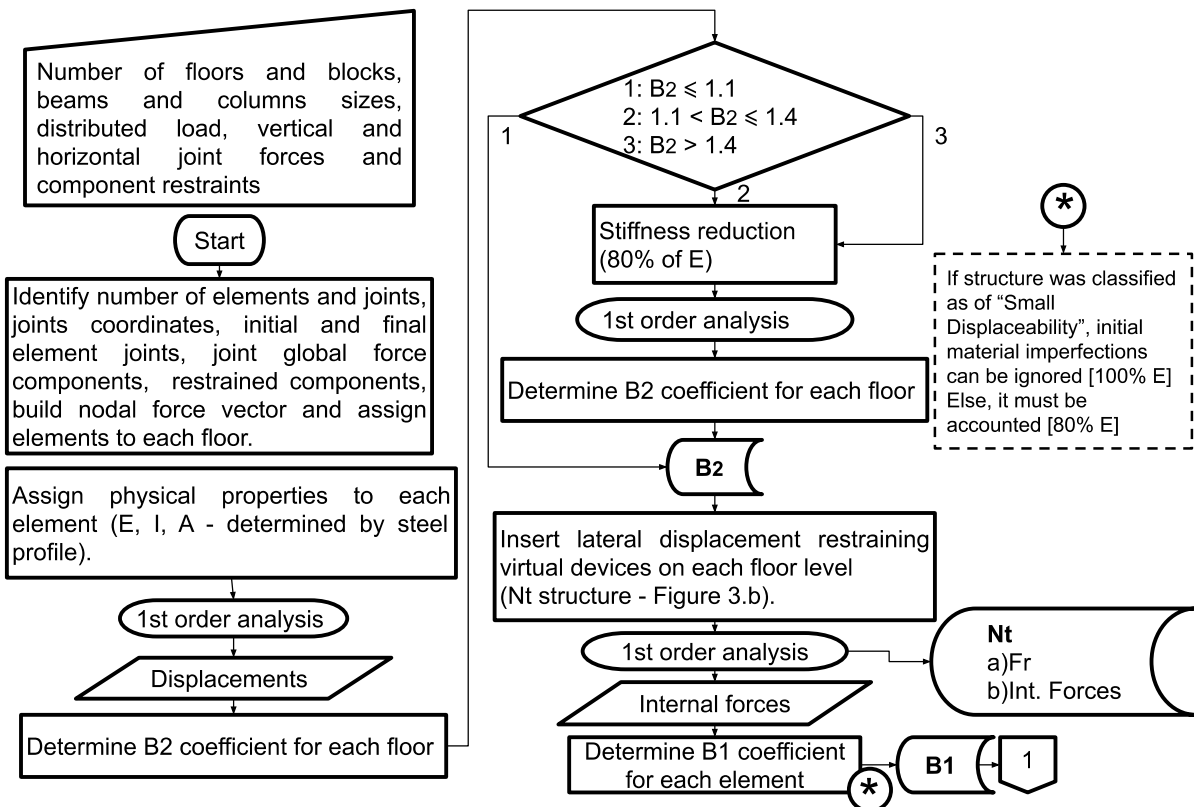 Number of floors and blocks,
beams and columns sizes,
distributed load, vertical and
horizontal joint forces and
component restraints
Start
Identify number of elements and joints,
joints coordinates, initial and final
element joints, joint global force
components, restrained components,
build nodal force vector and assign
elements to each floor.
Assign physical properties to each
element (E, I, A - determined by steel
profile).
1st order analysis
Displacements
Determine B2 coefficient for each floor
1: B2 ⩽ 1.1
2: 1.1 < B2 ⩽ 1.4
3: B2 > 1.4
1
2
3
Stiffness reduction
(80% of E)
1st order analysis
Determine B2 coefficient for each floor
B2
Insert lateral displacement restraining
virtual devices on each floor level
(Nt structure - Figure 3.b).
1st order analysis
Nt
a)Fr
b)Int. Forces
Internal forces
Determine B1 coefficient
for each element
*
B1
1
*
If structure was classified
as of “Small
Displaceability”, initial
material imperfections
can be ignored [100% E]
Else, it must be
accounted [80% E]